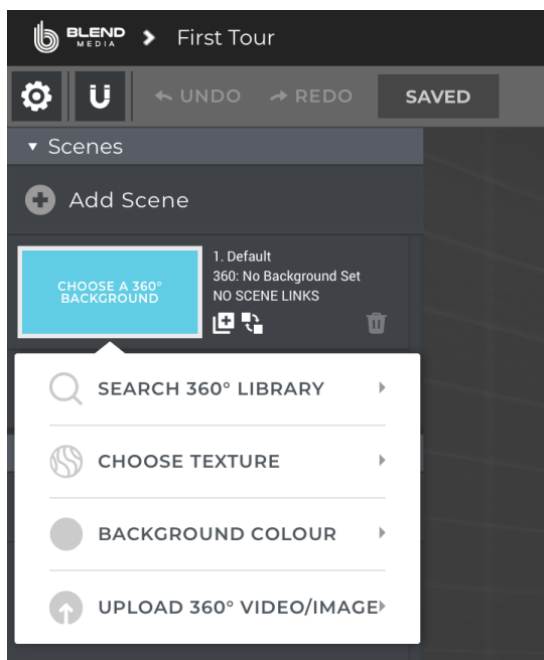 BLEND
MEDIA
First Tour
UNDO
REDO
SAVED
Scenes
Add Scene
CHOOSE A 360°
BACKGROUND
1. Default
360: No Background Set
NO SCENE LINKS
SEARCH 360° LIBRARY
CHOOSE TEXTURE
BACKGROUND COLOUR
UPLOAD 360° VIDEO/IMAGE